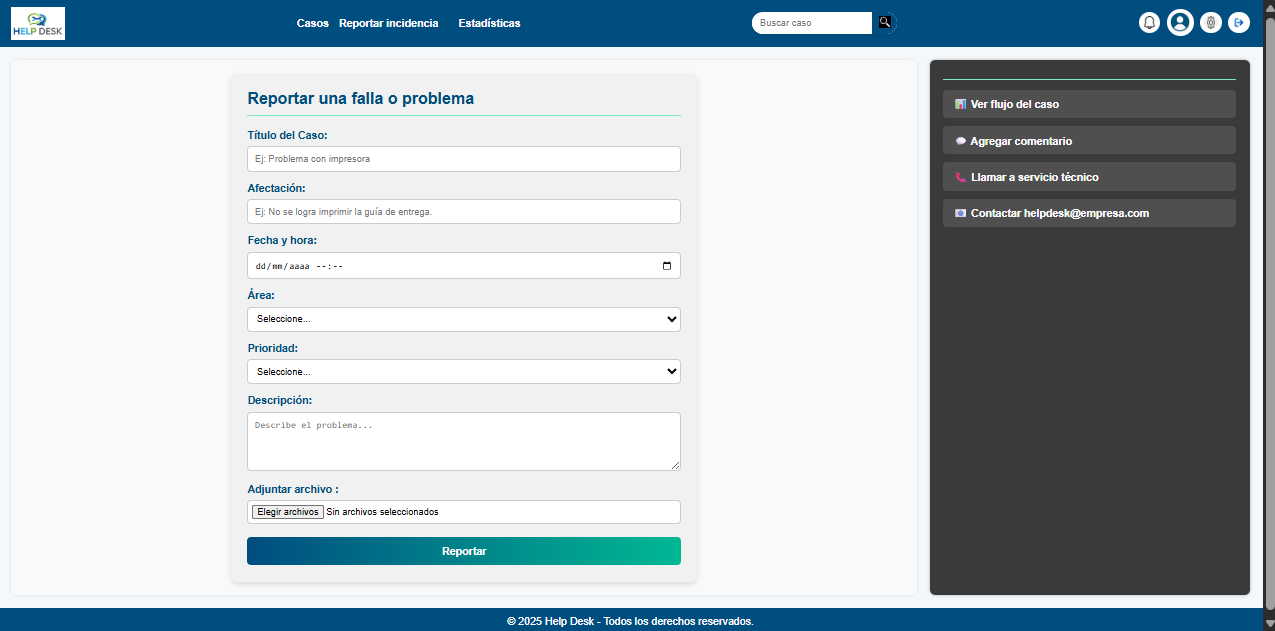 HELP DESK
Casos Reportar incidencia Estadísticas
Buscar caso
Reportar una falla o problema
Título del Caso:
Ej: Problema con impresora
Afectación:
Ej: No se logra imprimir la guía de entrega.
Fecha y hora:
dd/mm/aaaa --:--
Área:
Seleccione...
Prioridad:
Seleccione...
Descripción:
Describe el problema...
Adjuntar archivo :
Elegir archivos Sin archivos seleccionados
Reportar
Ver flujo del caso
Agregar comentario
Llamar a servicio técnico
Contactar helpdesk@empresa.com
© 2025 Help Desk - Todos los derechos reservados.